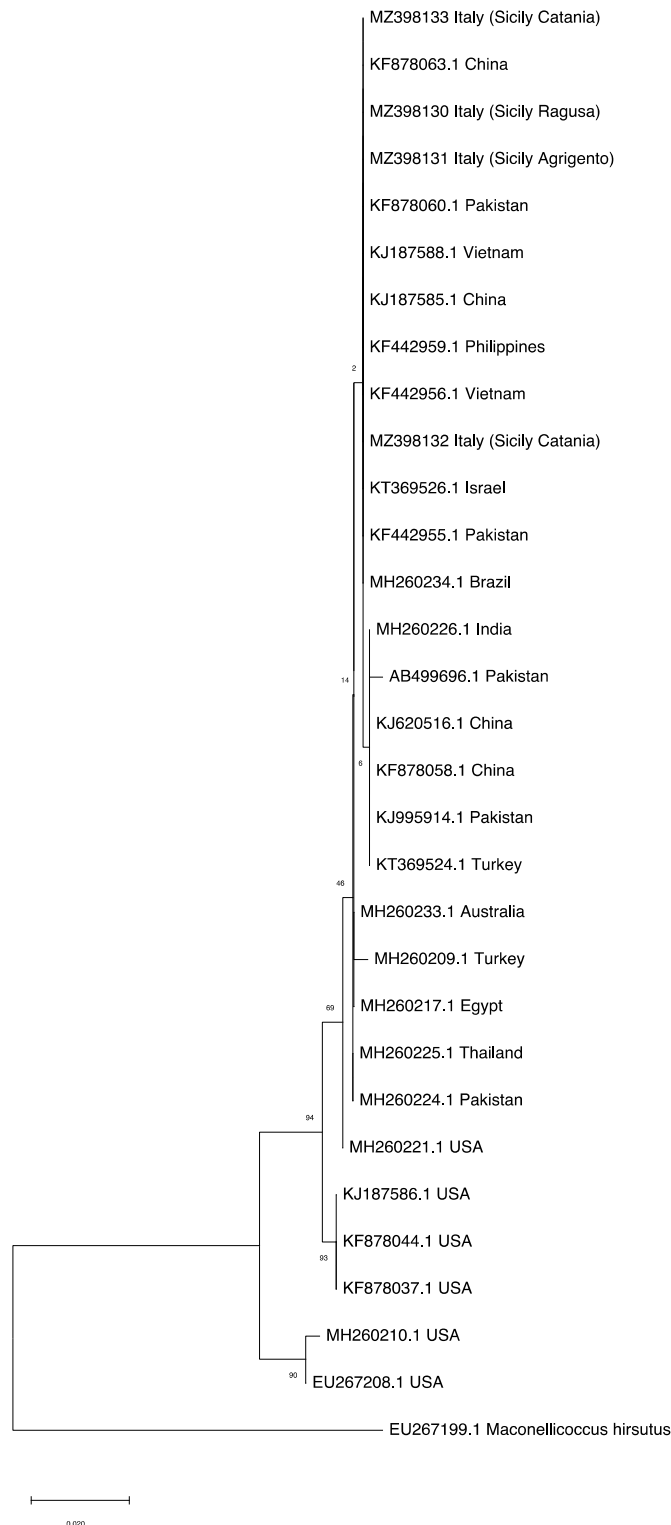 MZ398133 Italy (Sicily Catania)
KF878063.1 China
MZ398130 Italy (Sicily Ragusa)
MZ398131 Italy (Sicily Agrigento)
KF878060.1 Pakistan
KJ187588.1 Vietnam
KJ187585.1 China
KF442959.1 Philippines
2
KF442956.1 Vietnam
MZ398132 Italy (Sicily Catania)
KT369526.1 Israel
KF442955.1 Pakistan
MH260234.1 Brazil
MH260226.1 India
14
AB499696.1 Pakistan
KJ620516.1 China
6
KF878058.1 China
KJ995914.1 Pakistan
KT369524.1 Turkey
46
MH260233.1 Australia
MH260209.1 Turkey
69
MH260217.1 Egypt
MH260225.1 Thailand
MH260224.1 Pakistan
94
MH260221.1 USA
KJ187586.1 USA
KF878044.1 USA
93
KF878037.1 USA
MH260210.1 USA
90
EU267208.1 USA
EU267199.1 Maconellicoccus hirsutus
0.020